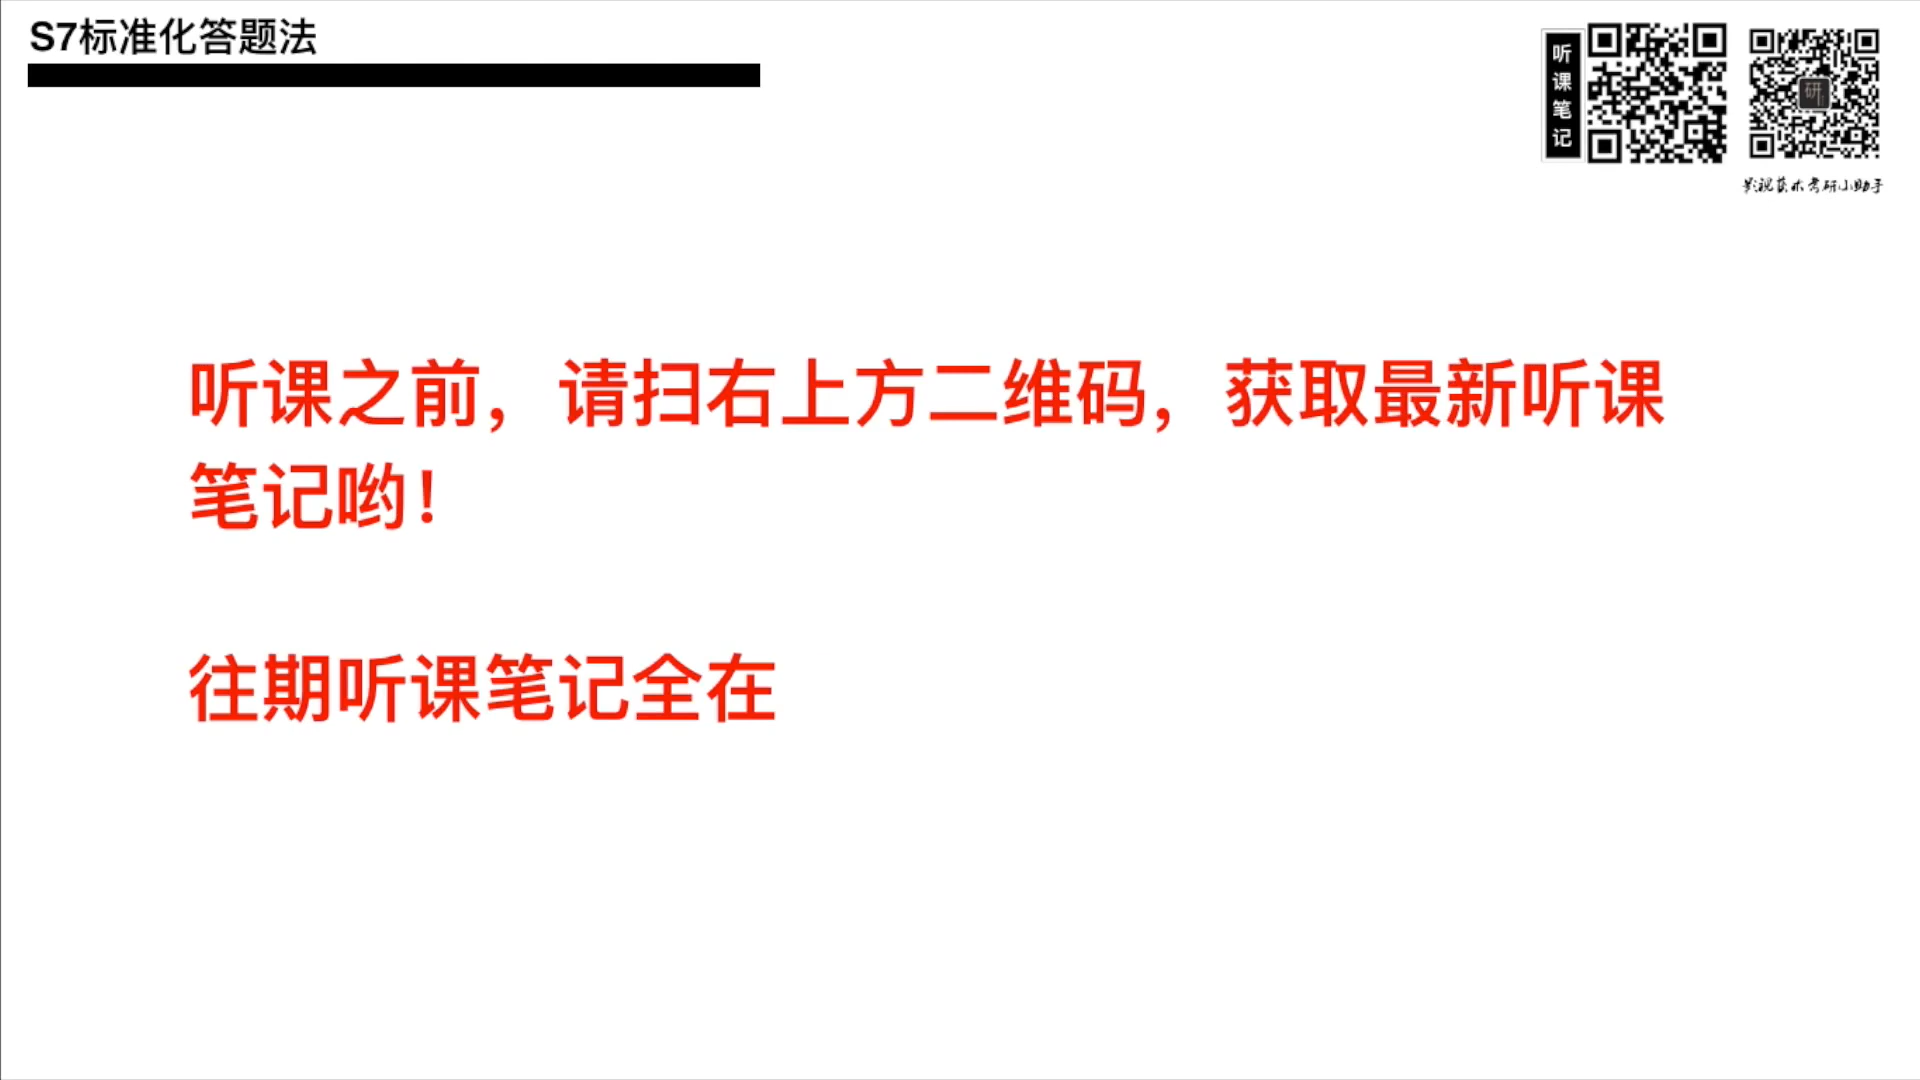 S7标准化答题法
听课笔记
研
影视艺术考研小助手
听课之前，请扫右上方二维码，获取最新听课
笔记哟！
往期听课笔记全在